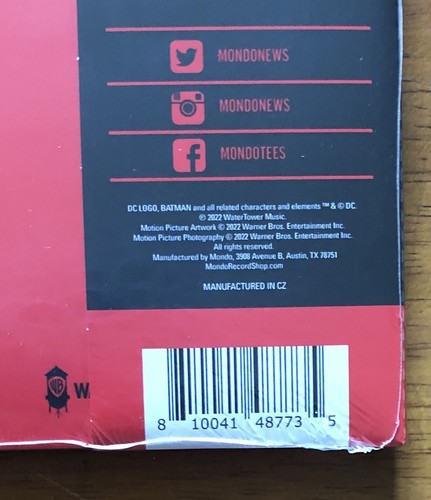 MONDONEWS
MONDONEWS
MONDOTEES
DC LOGO, BATMAN and all related characters and elements ™ & © DC.
℗ 2022 WaterTower Music.
Motion Picture Artwork © 2022 Warner Bros. Entertainment Inc.
Motion Picture Photography © 2022 Warner Bros. Entertainment Inc.
All rights reserved.
Manufactured by Mondo, 3908 Avenue B, Austin, TX 78751
MondoRecordShop.com
MANUFACTURED IN CZ
WB WA
8 10041 48773 5